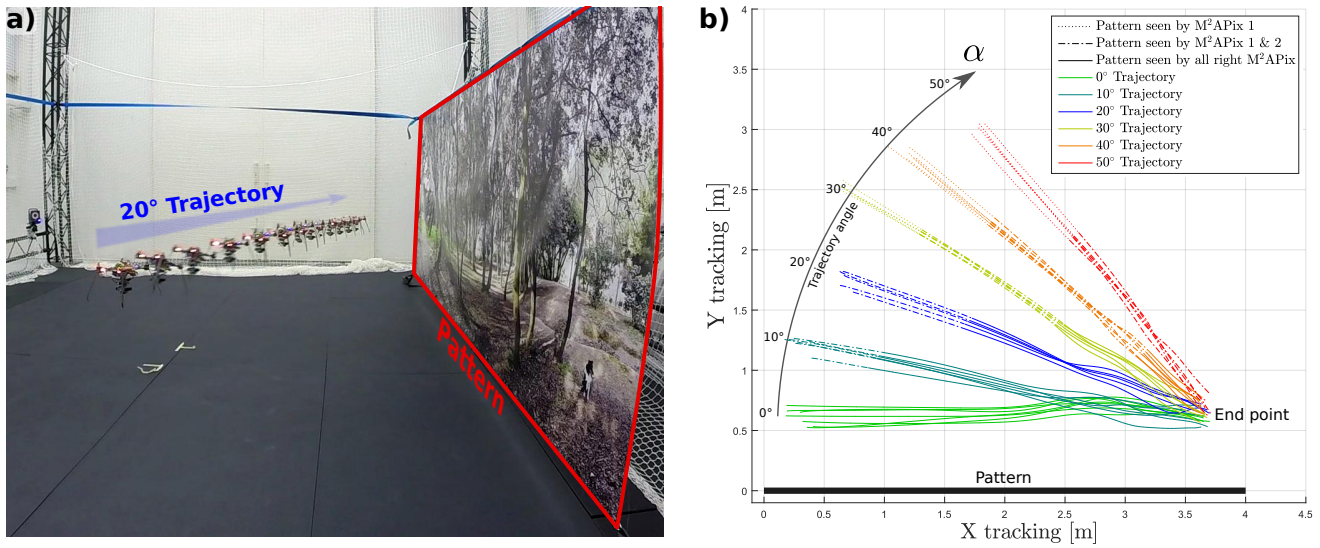 a)
20° Trajectory
Pattern
b)
Y tracking [m]
4
3.5
3
2.5
2
1.5
1
0.5
0
α
50°
40°
30°
20°
10°
0°
Trajectory angle
Pattern seen by M²APix 1
Pattern seen by M²APix 1 & 2
Pattern seen by all right M²APix
0° Trajectory
10° Trajectory
20° Trajectory
30° Trajectory
40° Trajectory
50° Trajectory
End point
Pattern
0 0.5 1 1.5 2 2.5 3 3.5 4 4.5
X tracking [m]